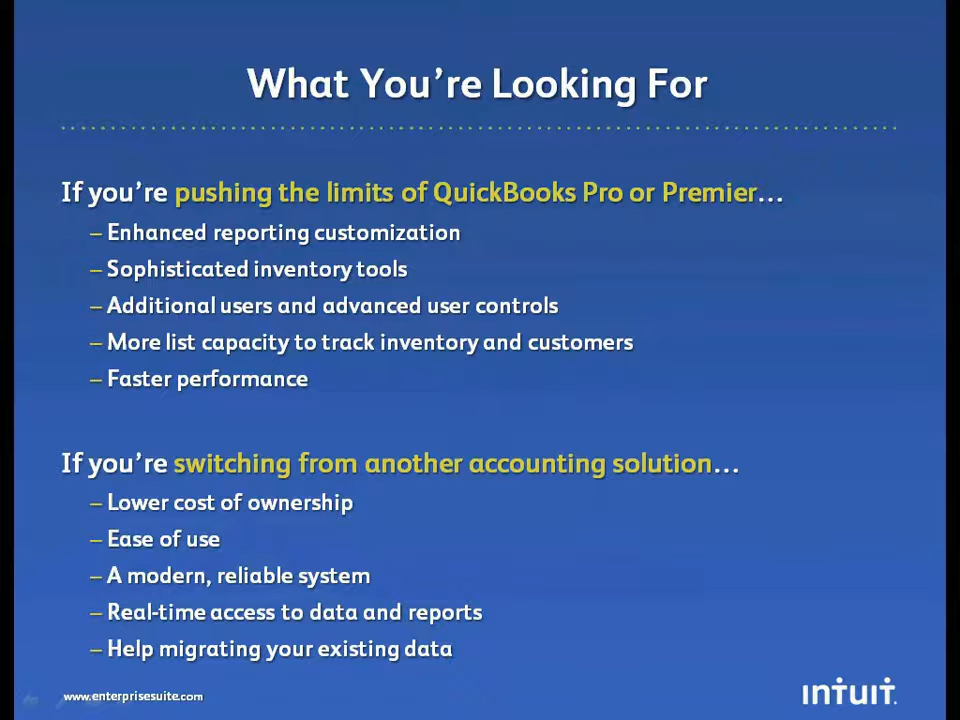 What You're Looking For
If you're pushing the limits of QuickBooks Pro or Premier...
– Enhanced reporting customization
– Sophisticated inventory tools
– Additional users and advanced user controls
– More list capacity to track inventory and customers
– Faster performance
If you're switching from another accounting solution...
– Lower cost of ownership
– Ease of use
– A modern, reliable system
– Real-time access to data and reports
– Help migrating your existing data
www.enterprisesuite.com
intuit.